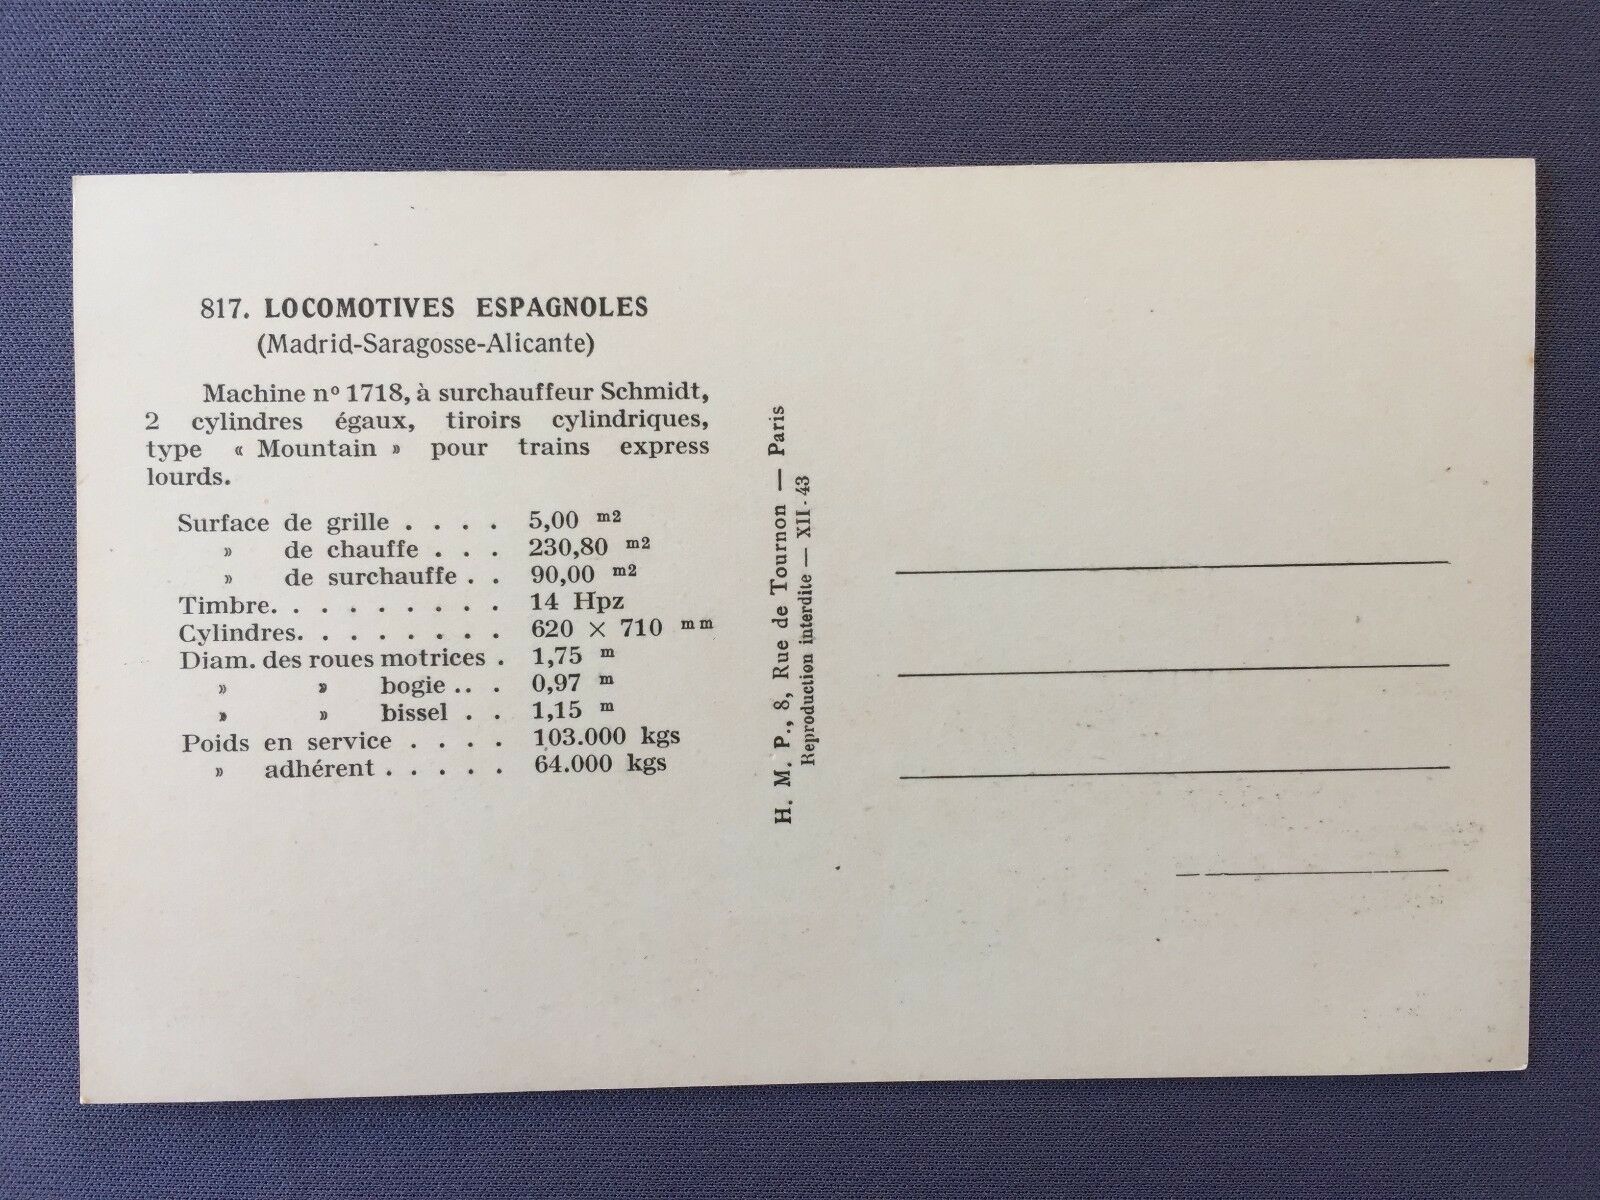 817. LOCOMOTIVES ESPAGNOLES
(Madrid-Saragosse-Alicante)
Machine nº 1718, à surchauffeur Schmidt,
2 cylindres égaux, tiroirs cylindriques,
type « Mountain » pour trains express
lourds.
Surface de grille . . . . 5,00 m2
» de chauffe . . . 230,80 m2
» de surchauffe . . 90,00 m2
Timbre. . . . . . . . . 14 Hpz
Cylindres. . . . . . . . 620 × 710 mm
Diam. des roues motrices . 1,75 m
» » bogie . . . 0,97 m
» » bissel . . 1,15 m
Poids en service . . . . 103.000 kgs
» adhérent . . . . . 64.000 kgs
H. M. P., 8, Rue de Tournon — Paris
Reproduction interdite — XII - 43